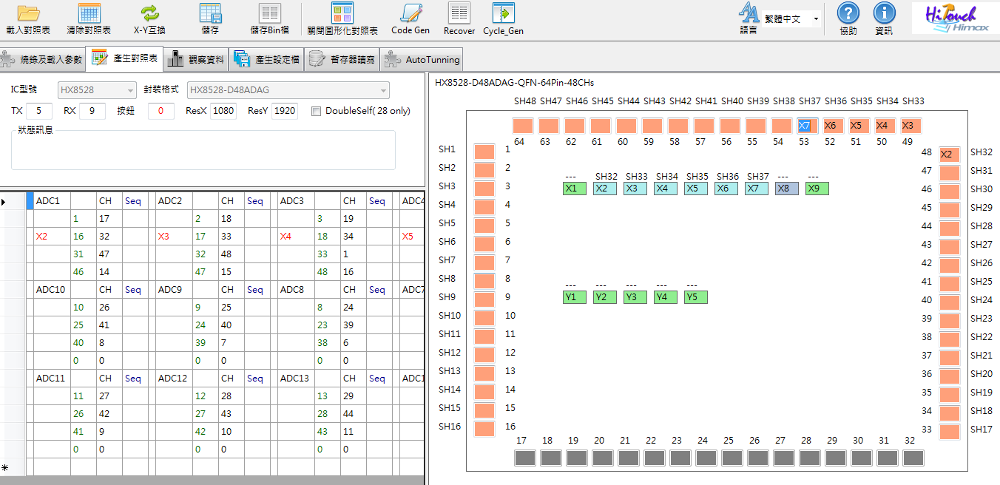 載入對照表 清除對照表 X-Y互換 儲存 儲存Bin檔 關閉圖形化對照表 Code Gen Recover Cycle_Gen 語言 繁體中文 協助 資訊 HiTouch Himax
燒錄及載入參數 產生對照表 觀察資料 產生設定檔 暫存器讀寫 AutoTunning
IC型號 HX8528 封裝格式 HX8528-D48ADAG
TX 5 RX 9 按鈕 0 ResX 1080 ResY 1920 DoubleSelf( 28 only)
狀態訊息
ADC1 CH Seq ADC2 CH Seq ADC3 CH Seq ADC4
1 17 2 18 3 19
X2 16 32 X3 17 33 X4 18 34 X5
31 47 32 48 33 1
46 14 47 15 48 16
ADC10 CH Seq ADC9 CH Seq ADC8 CH Seq ADC7
10 26 9 25 8 24
25 41 24 40 23 39
40 8 39 7 38 6
0 0 0 0 0 0
ADC11 CH Seq ADC12 CH Seq ADC13 CH Seq ADC1
11 27 12 28 13 29
26 42 27 43 28 44
41 9 42 10 43 11
0 0 0 0 0 0
HX8528-D48ADAG-QFN-64Pin-48CHs
SH48 SH47 SH46 SH45 SH44 SH43 SH42 SH41 SH40 SH39 SH38 SH37 SH36 SH35 SH34 SH33
X7 X6 X5 X4 X3
64 63 62 61 60 59 58 57 56 55 54 53 52 51 50 49
SH1 1 48 X2 SH32
SH2 2 47 SH31
--- SH32 SH33 SH34 SH35 SH36 SH37 --- ---
SH3 3 X1 X2 X3 X4 X5 X6 X7 X8 X9 46 SH30
SH4 4 45 SH29
SH5 5 44 SH28
SH6 6 43 SH27
SH7 7 42 SH26
SH8 8 41 SH25
--- --- --- --- ---
SH9 9 Y1 Y2 Y3 Y4 Y5 40 SH24
SH10 10 39 SH23
SH11 11 38 SH22
SH12 12 37 SH21
SH13 13 36 SH20
SH14 14 35 SH19
SH15 15 34 SH18
SH16 16 33 SH17
17 18 19 20 21 22 23 24 25 26 27 28 29 30 31 32